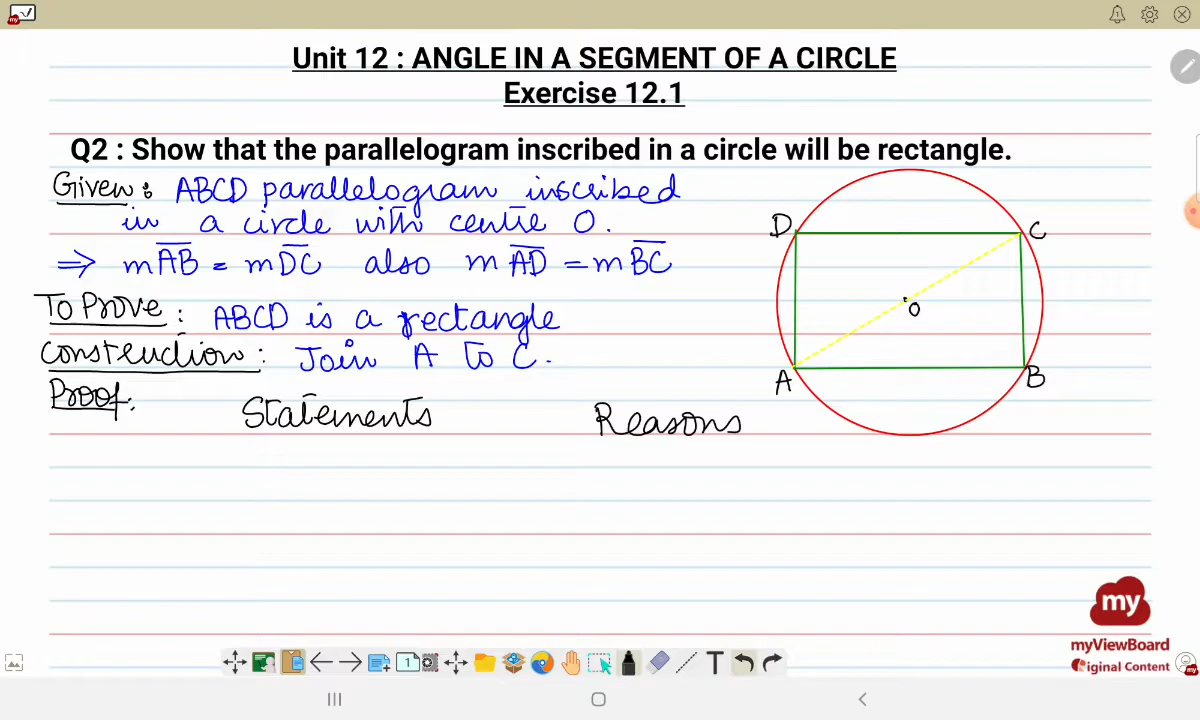 Unit 12 : ANGLE IN A SEGMENT OF A CIRCLE
Exercise 12.1
Q2 : Show that the parallelogram inscribed in a circle will be rectangle.
Given : ABCD parallelogram inscribed
in a circle with centre O.
⇒ mAB = mDC also mAD = mBC
To Prove : ABCD is a rectangle
Construction : Join A to C.
Proof:
Statements Reasons
D C
O
A B
my
myViewBoard
Original Content
1
T
my